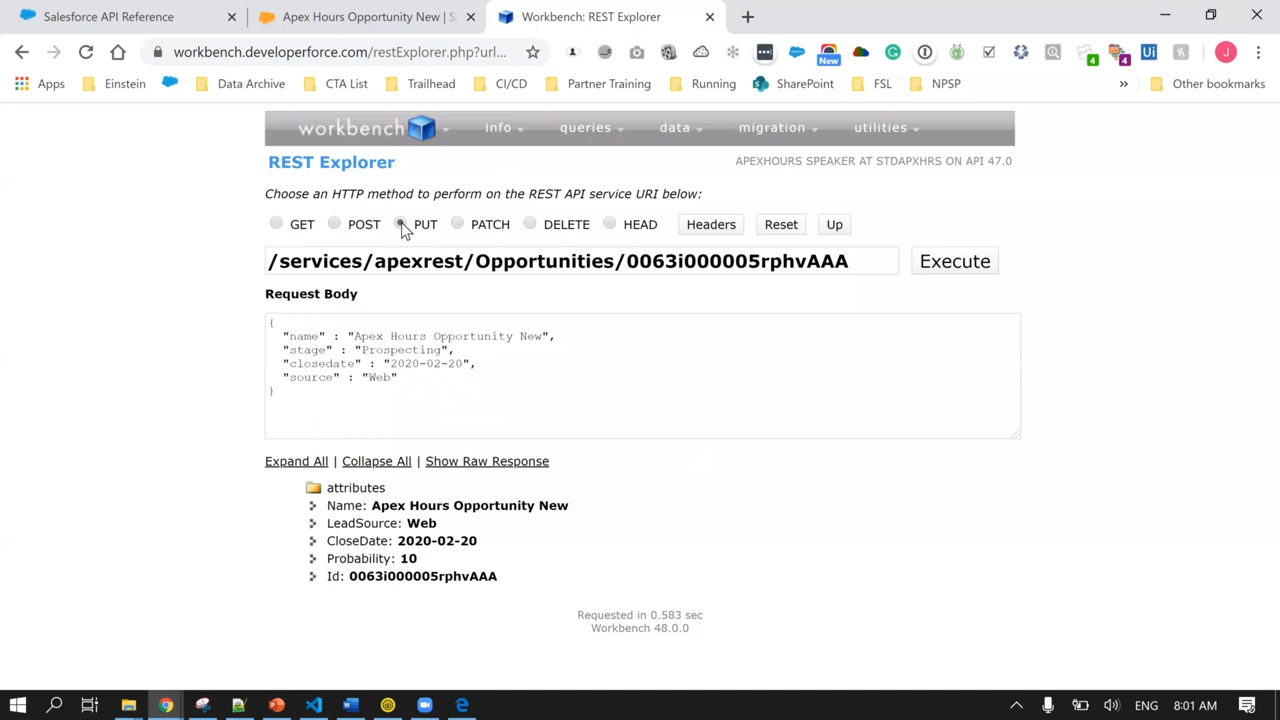 Salesforce API Reference
Apex Hours Opportunity New | S
Workbench: REST Explorer
workbench.developerforce.com/restExplorer.php?url...
New
4
4
Ui
J
Apps
Einstein
Data Archive
CTA List
Trailhead
CI/CD
Partner Training
Running
SharePoint
FSL
NPSP
»
Other bookmarks
workbench
info
queries
data
migration
utilities
REST Explorer
APEXHOURS SPEAKER AT STDAPXHRS ON API 47.0
Choose an HTTP method to perform on the REST API service URI below:
GET POST PUT PATCH DELETE HEAD Headers Reset Up
/services/apexrest/Opportunities/0063i000005rphvAAA Execute
Request Body
{
"name" : "Apex Hours Opportunity New",
"stage" : "Prospecting",
"closedate" : "2020-02-20",
"source" : "Web"
}
Expand All | Collapse All | Show Raw Response
attributes
Name: Apex Hours Opportunity New
LeadSource: Web
CloseDate: 2020-02-20
Probability: 10
Id: 0063i000005rphvAAA
Requested in 0.583 sec
Workbench 48.0.0
ENG
8:01 AM